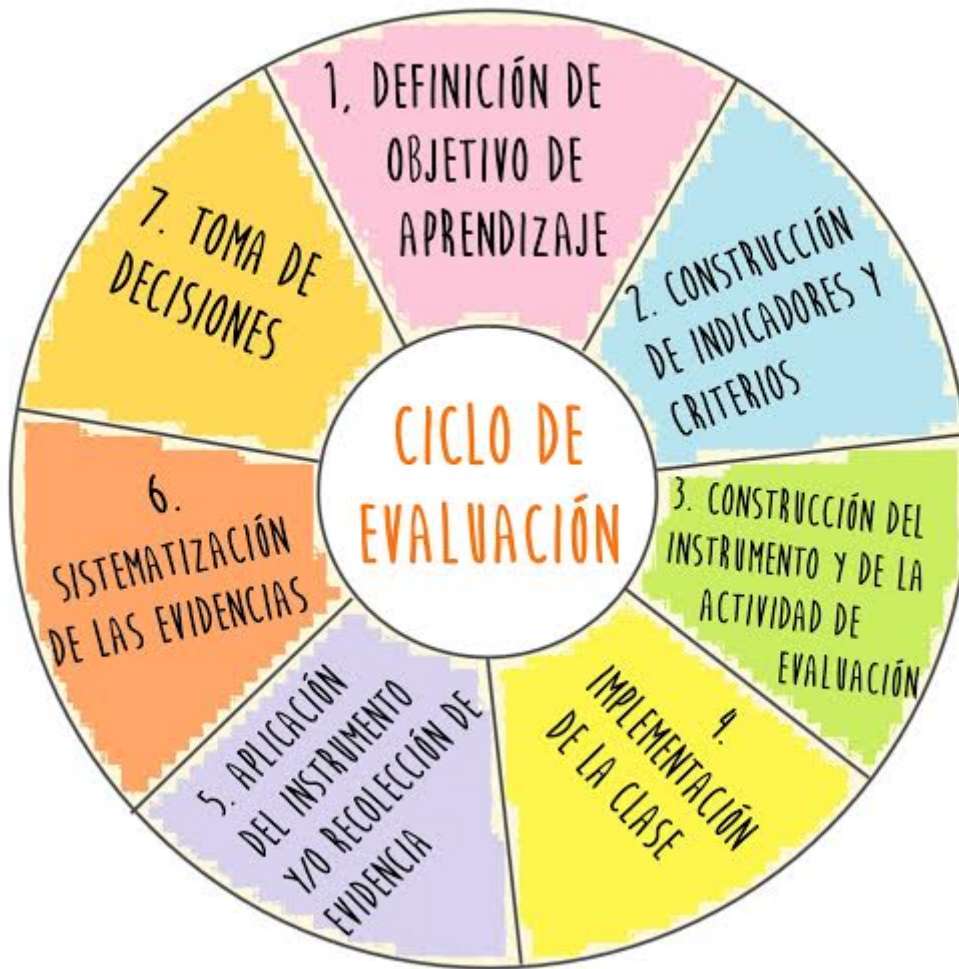 CICLO DE
EVALUACIÓN
1, DEFINICIÓN DE
OBJETIVO DE
APRENDIZAJE
2. CONSTRUCCIÓN
DE INDICADORES Y
CRITERIOS
3. CONSTRUCCIÓN DEL
INSTRUMENTO Y DE LA
ACTIVIDAD DE
EVALUACIÓN
4.
IMPLEMENTACIÓN
DE LA CLASE
5. APLICACIÓN
DEL INSTRUMENTO
Y/O RECOLECCIÓN DE
EVIDENCIA
6.
SISTEMATIZACIÓN
DE LAS EVIDENCIAS
7. TOMA DE
DECISIONES